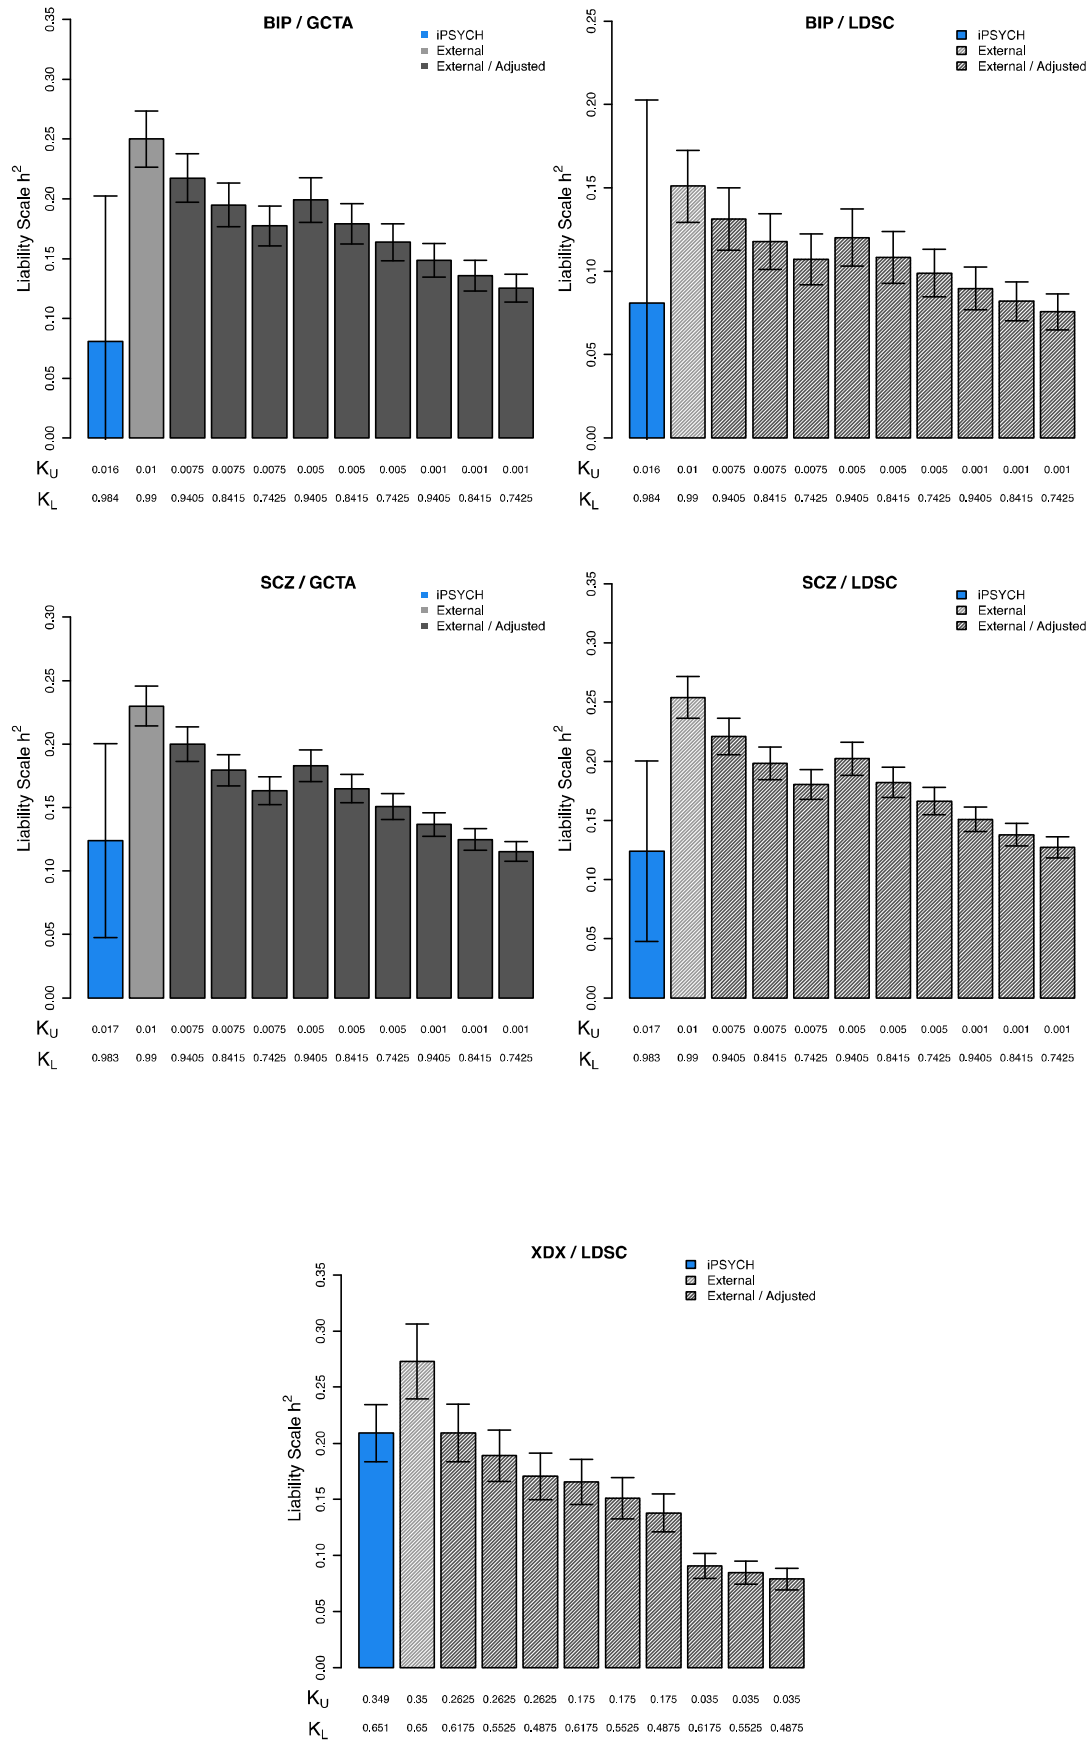 BIP / GCTA
iPSYCH
External
External / Adjusted
Liability Scale h²
0.00 0.05 0.10 0.15 0.20 0.25 0.30 0.35
K_U 0.016 0.01 0.0075 0.0075 0.0075 0.005 0.005 0.005 0.001 0.001 0.001
K_L 0.984 0.99 0.9405 0.8415 0.7425 0.9405 0.8415 0.7425 0.9405 0.8415 0.7425
BIP / LDSC
iPSYCH
External
External / Adjusted
Liability Scale h²
0.00 0.05 0.10 0.15 0.20 0.25
K_U 0.016 0.01 0.0075 0.0075 0.0075 0.005 0.005 0.005 0.001 0.001 0.001
K_L 0.984 0.99 0.9405 0.8415 0.7425 0.9405 0.8415 0.7425 0.9405 0.8415 0.7425
SCZ / GCTA
iPSYCH
External
External / Adjusted
Liability Scale h²
0.00 0.05 0.10 0.15 0.20 0.25 0.30
K_U 0.017 0.01 0.0075 0.0075 0.0075 0.005 0.005 0.005 0.001 0.001 0.001
K_L 0.983 0.99 0.9405 0.8415 0.7425 0.9405 0.8415 0.7425 0.9405 0.8415 0.7425
SCZ / LDSC
iPSYCH
External
External / Adjusted
Liability Scale h²
0.00 0.05 0.10 0.15 0.20 0.25 0.30 0.35
K_U 0.017 0.01 0.0075 0.0075 0.0075 0.005 0.005 0.005 0.001 0.001 0.001
K_L 0.983 0.99 0.9405 0.8415 0.7425 0.9405 0.8415 0.7425 0.9405 0.8415 0.7425
XDX / LDSC
iPSYCH
External
External / Adjusted
Liability Scale h²
0.00 0.05 0.10 0.15 0.20 0.25 0.30 0.35
K_U 0.349 0.35 0.2625 0.2625 0.2625 0.175 0.175 0.175 0.035 0.035 0.035
K_L 0.651 0.65 0.6175 0.5525 0.4875 0.6175 0.5525 0.4875 0.6175 0.5525 0.4875